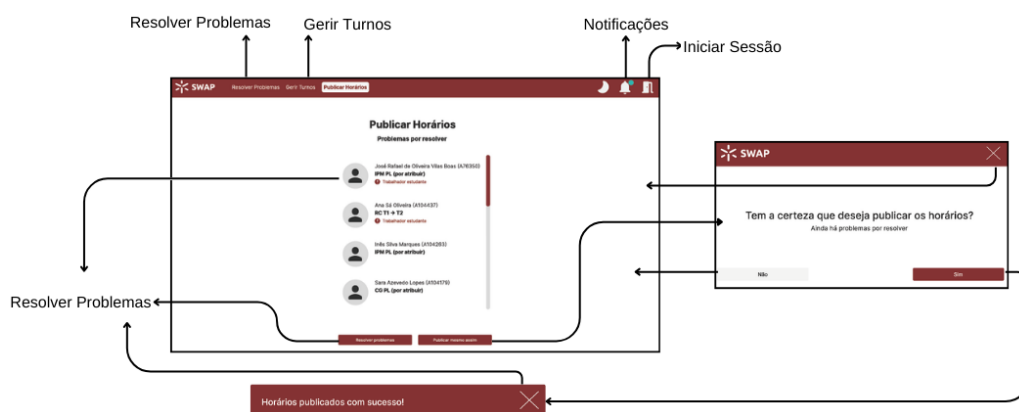 Resolver Problemas
Gerir Turnos
Notificações
Iniciar Sessão
SWAP
Resolver Problemas Gerir Turnos Publicar Horários
Publicar Horários
Problemas por resolver
José Rafael de Oliveira Vilas Boas (A76350)
IPM PL (por atribuir)
Trabalhador estudante
Ana Sá Oliveira (A104437)
RC T1 → T2
Trabalhador estudante
Inês Silva Marques (A104263)
IPM PL (por atribuir)
Sara Azevedo Lopes (A104179)
CG PL (por atribuir)
Resolver problemas
Publicar mesmo assim
SWAP
Tem a certeza que deseja publicar os horários?
Ainda há problemas por resolver
Não
Sim
Resolver Problemas
Horários publicados com sucesso!